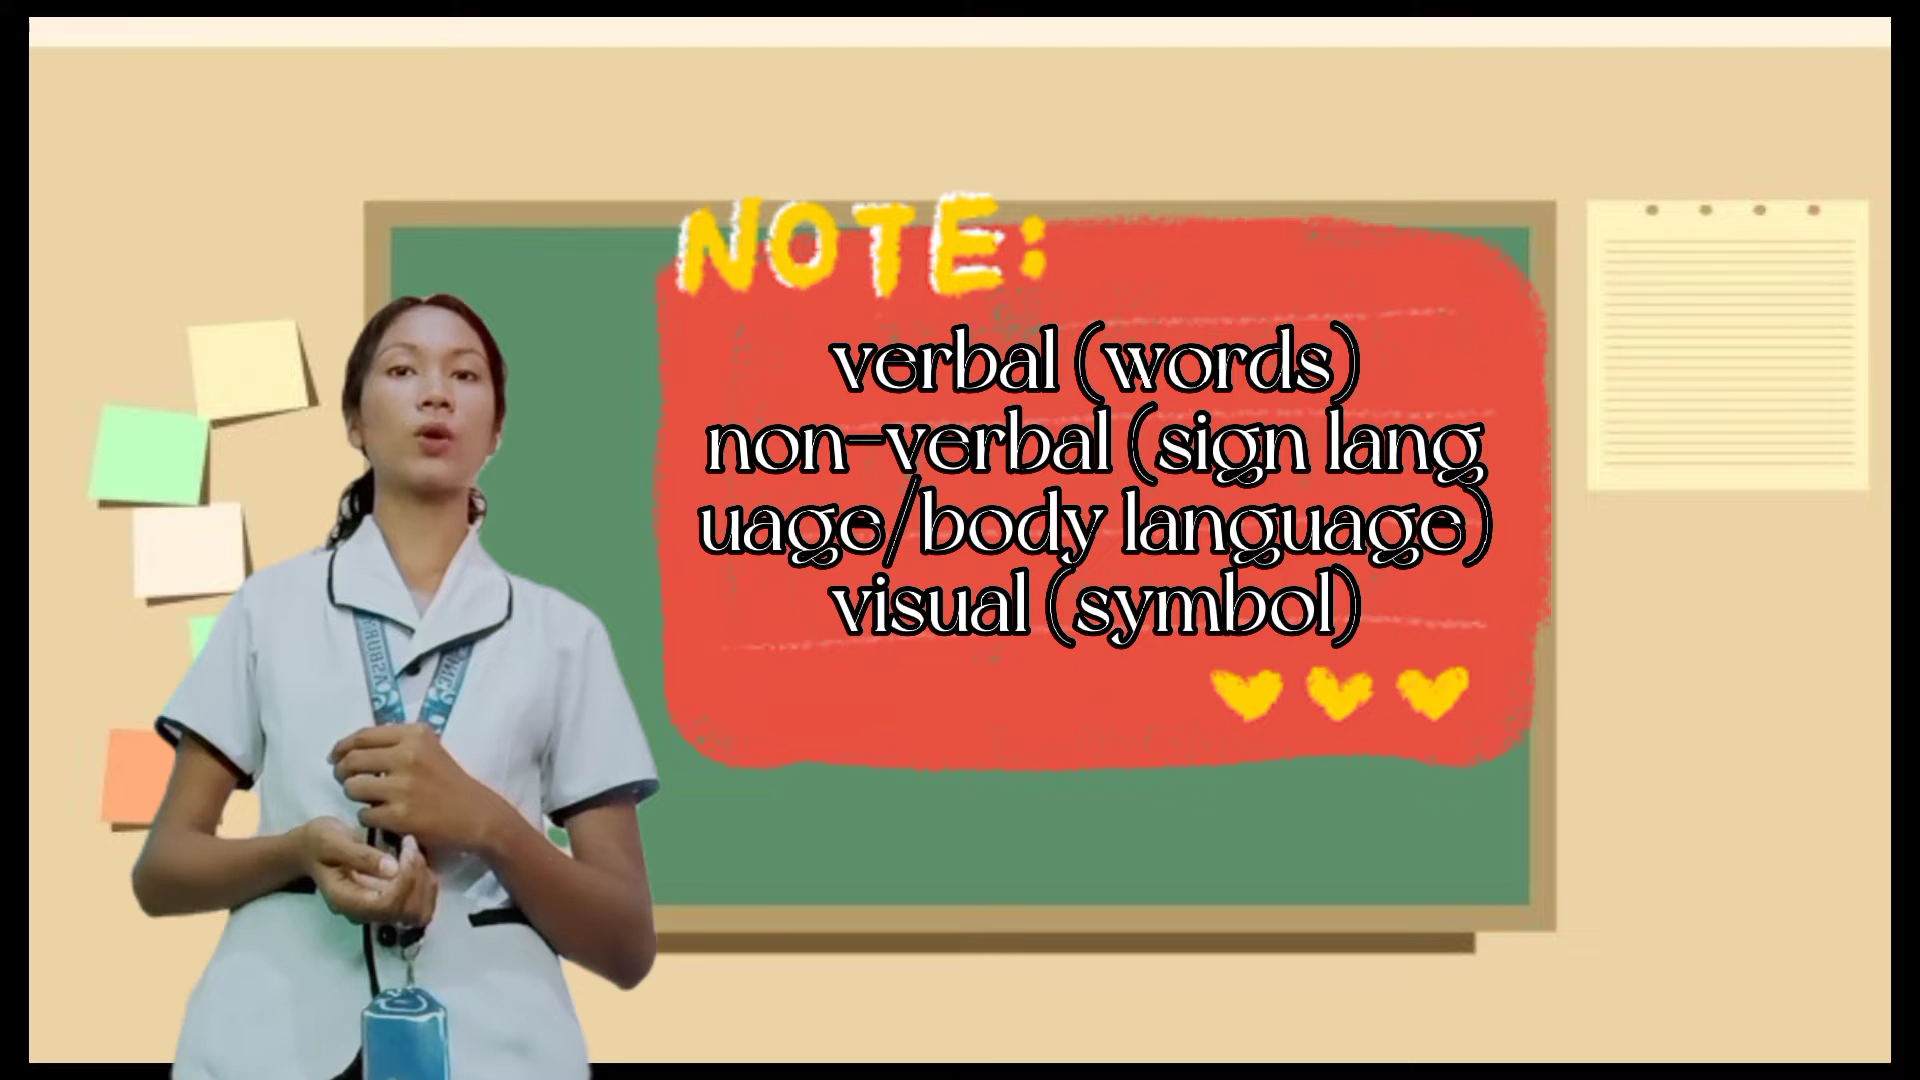 NOTE:
verbal (words)
non-verbal (sign lang
uage/body language)
visual (symbol)